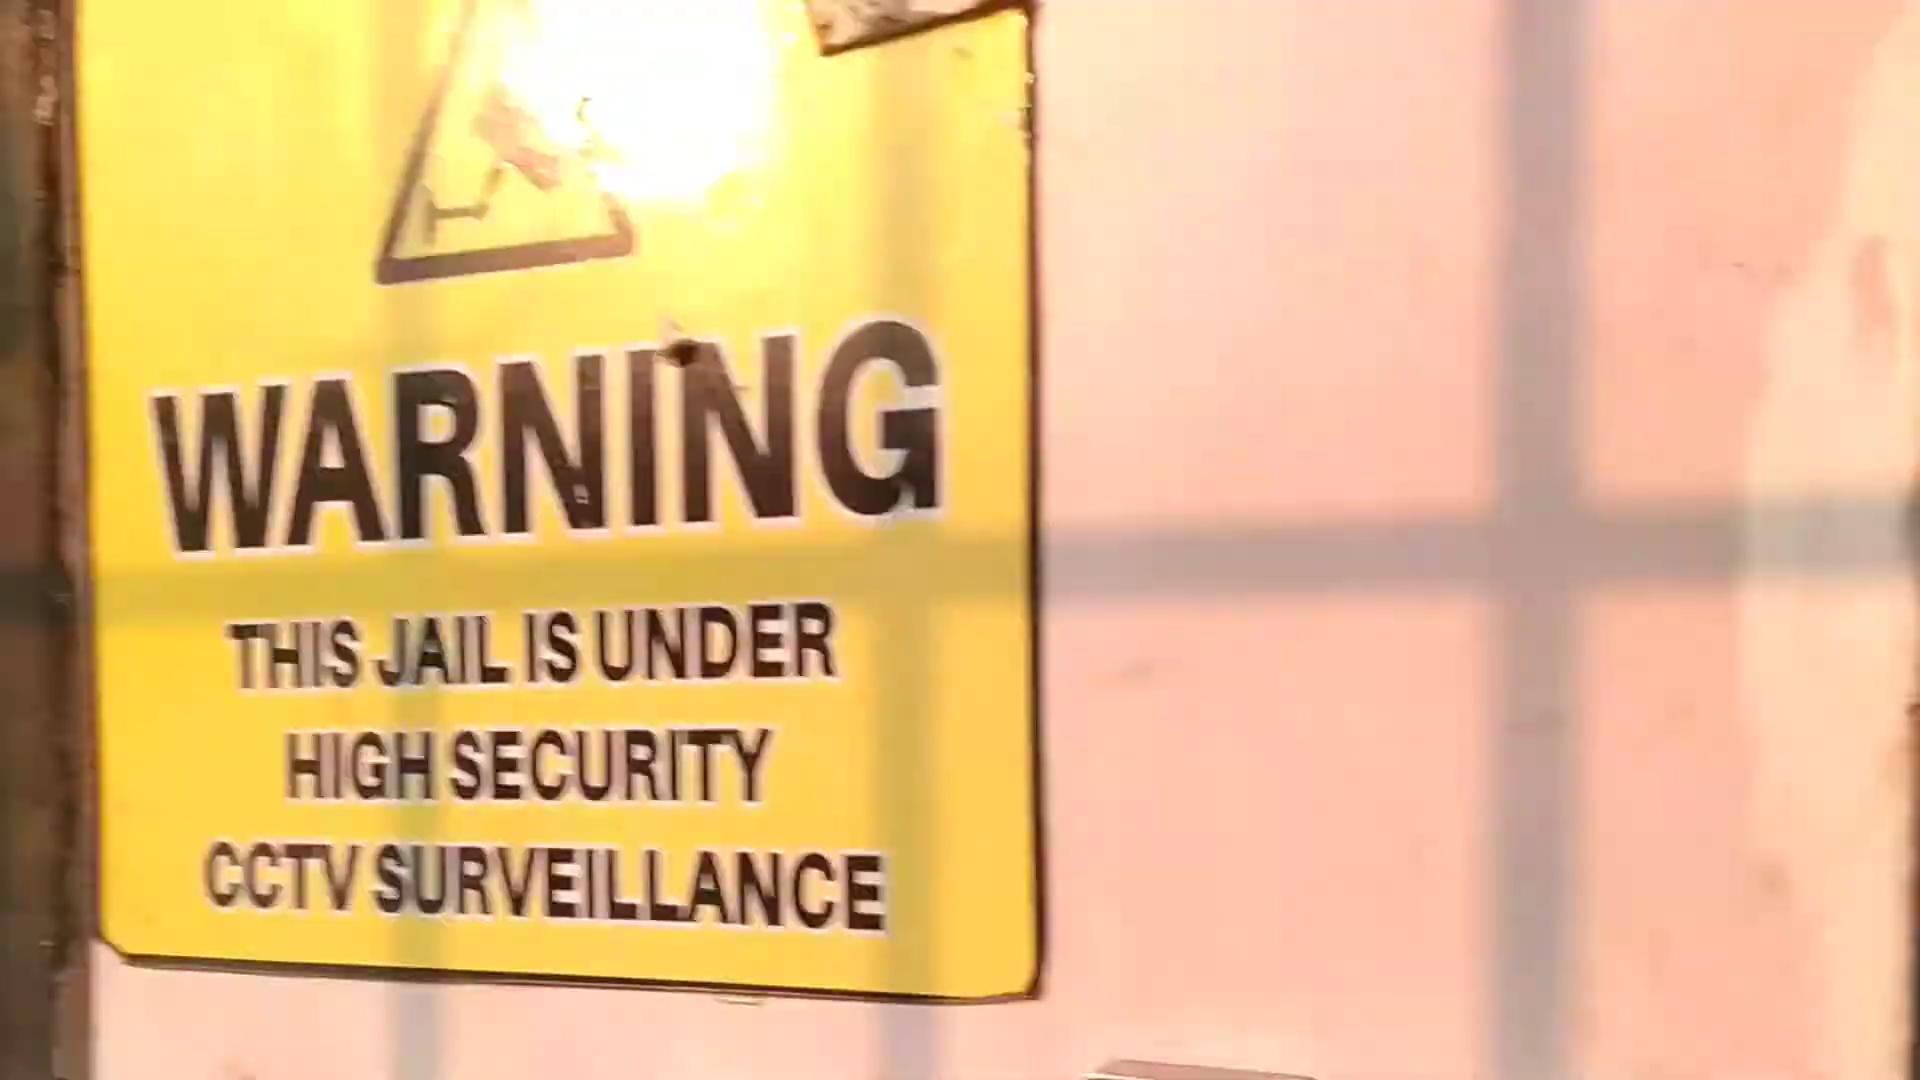 WARNING
THIS JAIL IS UNDER
HIGH SECURITY
CCTV SURVEILLANCE